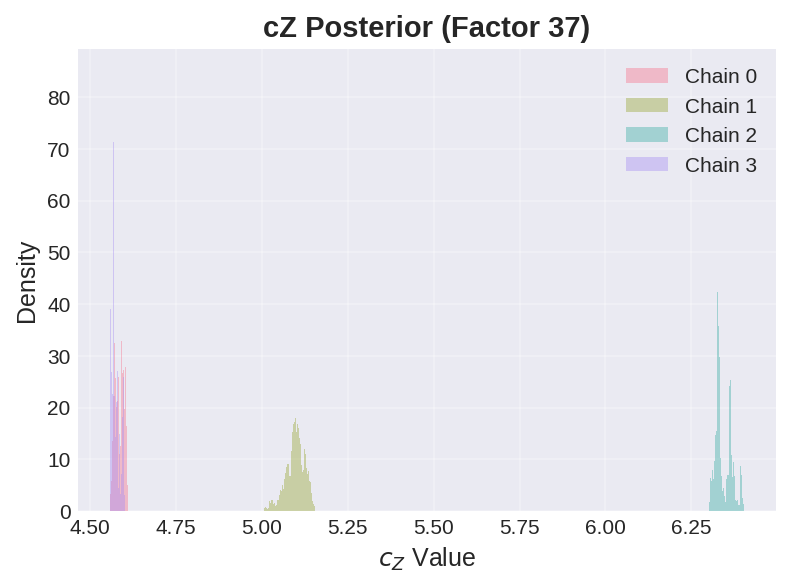 cZ Posterior (Factor 37)
Chain 0
Chain 1
Chain 2
Chain 3
80
70
60
50
40
30
20
10
0
Density
4.50 4.75 5.00 5.25 5.50 5.75 6.00 6.25
cZ Value